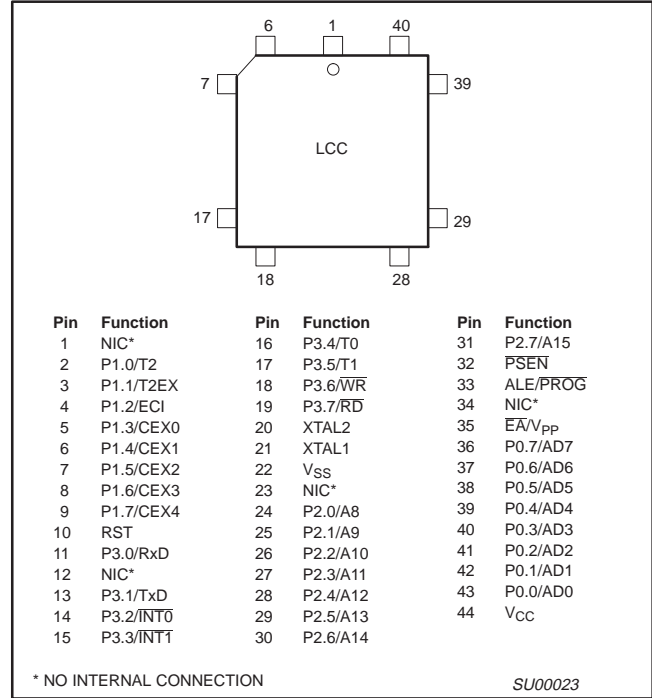 6 1 40
7 39
LCC
17 29
18 28
Pin Function Pin Function Pin Function
1 NIC* 16 P3.4/T0 31 P2.7/A15
2 P1.0/T2 17 P3.5/T1 32 P̅S̅E̅N̅
3 P1.1/T2EX 18 P3.6/W̅R̅ 33 ALE/P̅R̅O̅G̅
4 P1.2/ECI 19 P3.7/R̅D̅ 34 NIC*
5 P1.3/CEX0 20 XTAL2 35 E̅A̅/VPP
6 P1.4/CEX1 21 XTAL1 36 P0.7/AD7
7 P1.5/CEX2 22 VSS 37 P0.6/AD6
8 P1.6/CEX3 23 NIC* 38 P0.5/AD5
9 P1.7/CEX4 24 P2.0/A8 39 P0.4/AD4
10 RST 25 P2.1/A9 40 P0.3/AD3
11 P3.0/RxD 26 P2.2/A10 41 P0.2/AD2
12 NIC* 27 P2.3/A11 42 P0.1/AD1
13 P3.1/TxD 28 P2.4/A12 43 P0.0/AD0
14 P3.2/I̅N̅T̅0̅ 29 P2.5/A13 44 VCC
15 P3.3/I̅N̅T̅1̅ 30 P2.6/A14
* NO INTERNAL CONNECTION SU00023